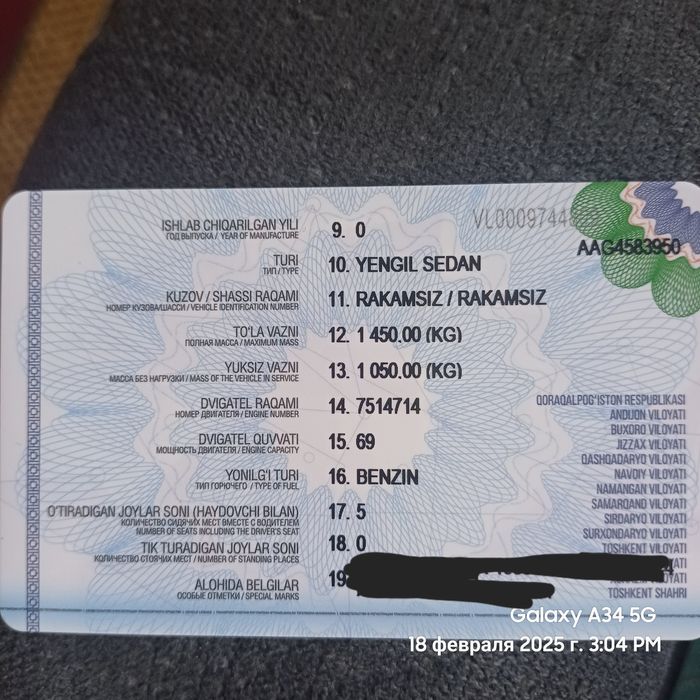 VL0009744
AAG4583950
ISHLAB CHIQARILGAN YILI
ГОД ВЫПУСКА / YEAR OF MANUFACTURE
9. 0
TURI
ТИП / TYPE
10. YENGIL SEDAN
KUZOV / SHASSI RAQAMI
НОМЕР КУЗОВА/ШАССИ / VEHICLE IDENTIFICATION NUMBER
11. RAKAMSIZ / RAKAMSIZ
TO'LA VAZNI
ПОЛНАЯ МАССА / MAXIMUM MASS
12. 1 450.00 (KG)
YUKSIZ VAZNI
МАССА БЕЗ НАГРУЗКИ / MASS OF THE VEHICLE IN SERVICE
13. 1 050.00 (KG)
DVIGATEL RAQAMI
НОМЕР ДВИГАТЕЛЯ / ENGINE NUMBER
14. 7514714
DVIGATEL QUVVATI
МОЩНОСТЬ ДВИГАТЕЛЯ / ENGINE CAPACITY
15. 69
YONILG'I TURI
ТИП ГОРЮЧЕГО / TYPE OF FUEL
16. BENZIN
O'TIRADIGAN JOYLAR SONI (HAYDOVCHI BILAN)
КОЛИЧЕСТВО СИДЯЧИХ МЕСТ ВМЕСТЕ С ВОДИТЕЛЕМ
NUMBER OF SEATS INCLUDING THE DRIVER'S SEAT
17. 5
TIK TURADIGAN JOYLAR SONI
КОЛИЧЕСТВО СТОЯЧИХ МЕСТ / NUMBER OF STANDING PLACES
18. 0
ALOHIDA BELGILAR
ОСОБЫЕ ОТМЕТКИ / SPECIAL MARKS
19
QORAQALPOG'ISTON RESPUBLIKASI
ANDIJON VILOYATI
BUXORO VILOYATI
JIZZAX VILOYATI
QASHQADARYO VILOYATI
NAVOIY VILOYATI
NAMANGAN VILOYATI
SAMARQAND VILOYATI
SIRDARYO VILOYATI
SURXONDARYO VILOYATI
TOSHKENT VILOYATI
VILOYATI
TOSHKENT SHAHRI
Galaxy A34 5G
18 февраля 2025 г. 3:04 PM